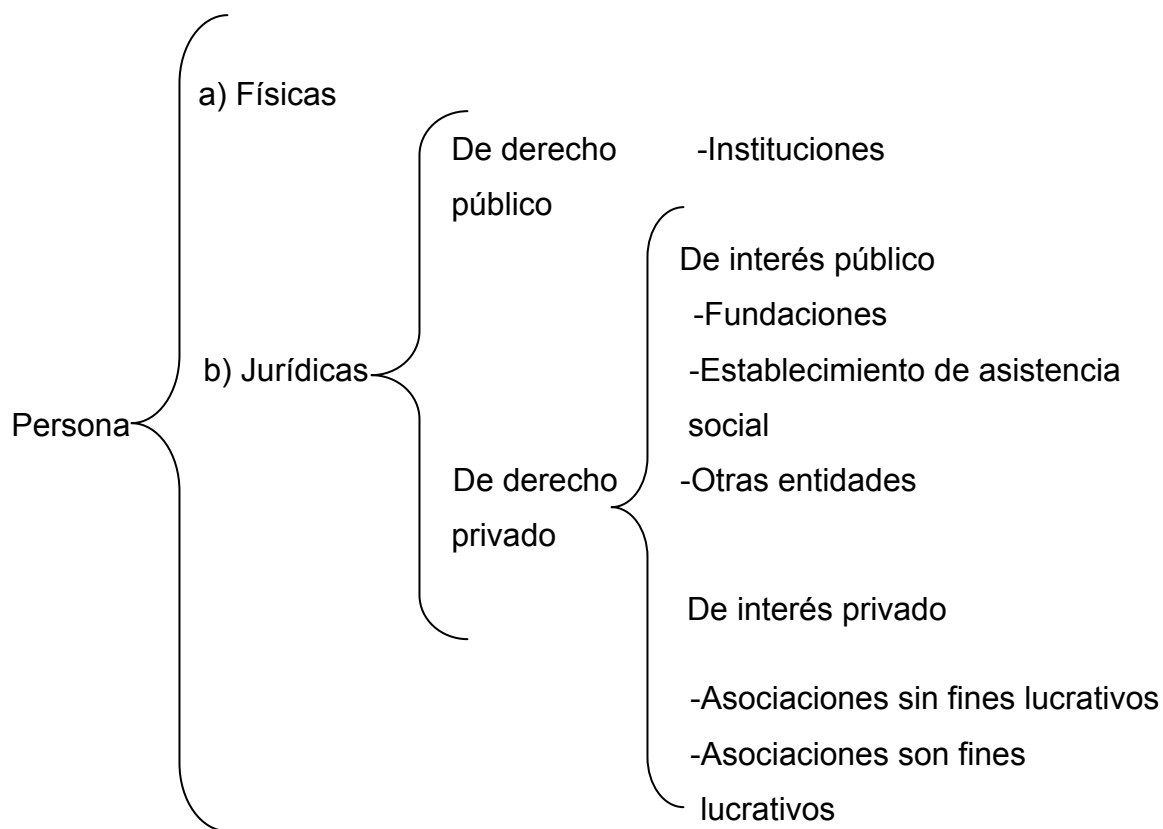 a) Físicas
De derecho
público
-Instituciones
De interés público
-Fundaciones
b) Jurídicas
-Establecimiento de asistencia
social
Persona
De derecho
privado
-Otras entidades
De interés privado
-Asociaciones sin fines lucrativos
-Asociaciones son fines
lucrativos